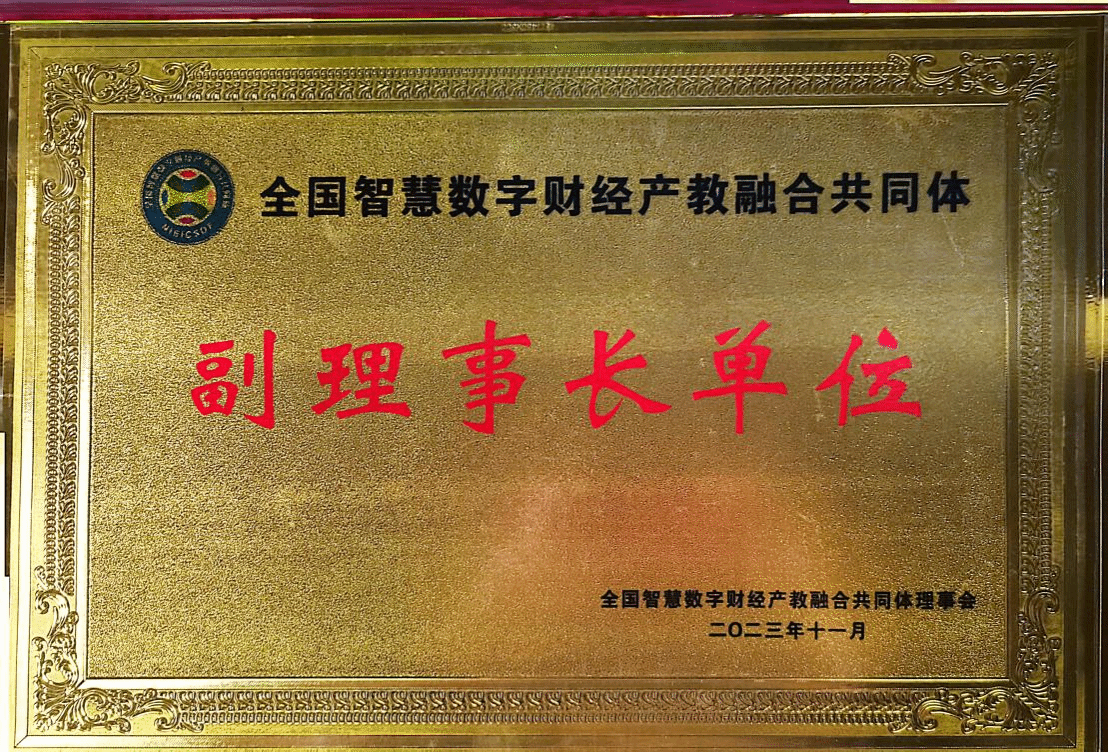 全国智慧数字财经产教融合共同体
副理事长单位
全国智慧数字财经产教融合共同体理事会
二〇二三年十一月